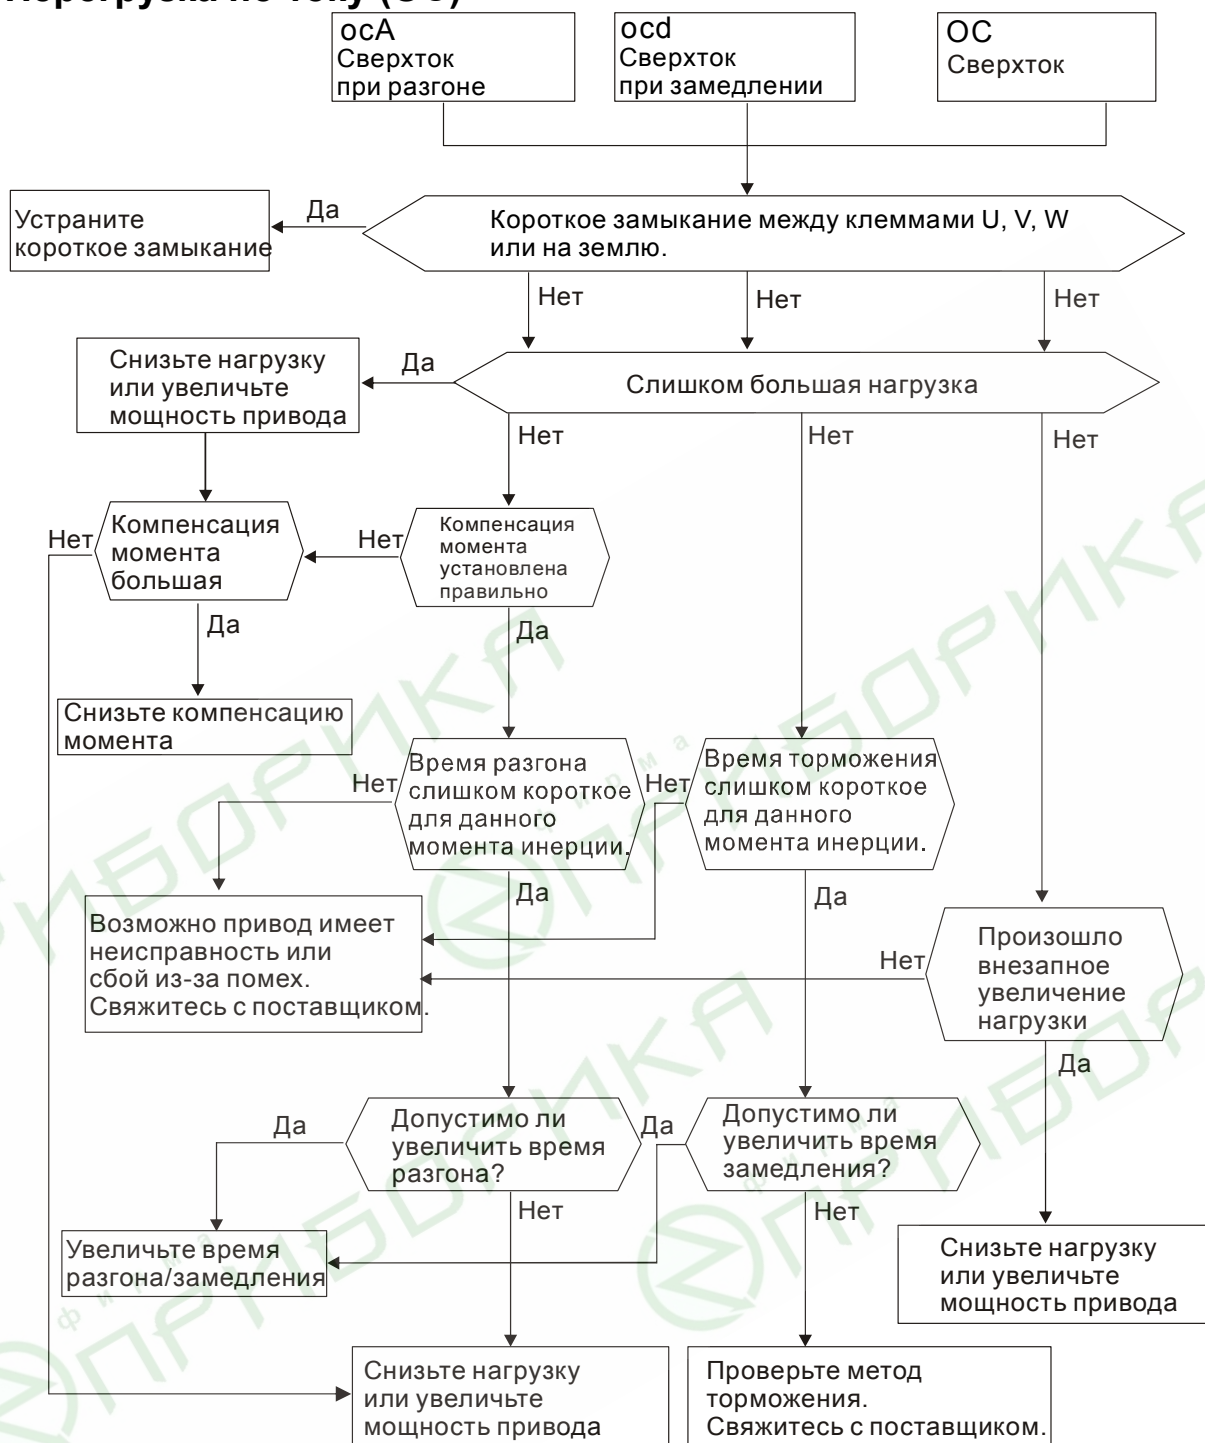 Перегрузка по току (OC)
ocA
Сверхток
при разгоне
ocd
Сверхток
при замедлении
OC
Сверхток
Устраните
короткое замыкание
Да
Короткое замыкание между клеммами U, V, W
или на землю.
Нет
Нет
Нет
Снизьте нагрузку
или увеличьте
мощность привода
Да
Слишком большая нагрузка
Нет
Нет
Нет
Нет
Компенсация
момента
большая
Нет
Компенсация
момента
установлена
правильно
Да
Да
Снизьте компенсацию
момента
Нет
Время разгона
слишком короткое
для данного
момента инерции.
Нет
Время торможения
слишком короткое
для данного
момента инерции.
Да
Да
Возможно привод имеет
неисправность или
сбой из-за помех.
Свяжитесь с поставщиком.
Нет
Произошло
внезапное
увеличение
нагрузки
Да
Да
Допустимо ли
увеличить время
разгона?
Да
Допустимо ли
увеличить время
замедления?
Нет
Нет
Увеличьте время
разгона/замедления
Снизьте нагрузку
или увеличьте
мощность привода
Снизьте нагрузку
или увеличьте
мощность привода
Проверьте метод
торможения.
Свяжитесь с поставщиком.
фирма
ПРИБОРИКА